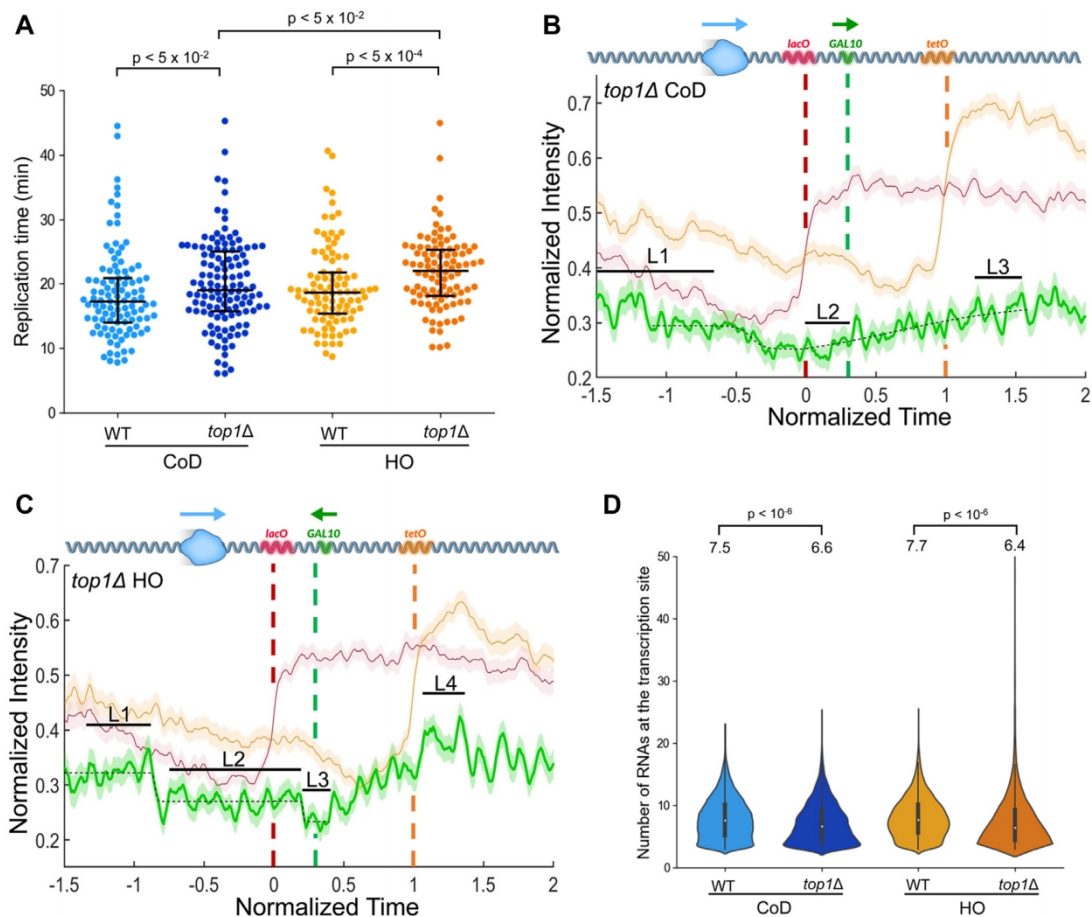 A
p < 5 x 10-2
p < 5 x 10-2
p < 5 x 10-4
Replication time (min)
50
40
30
20
10
0
WT
top1Δ
WT
top1Δ
CoD
HO
B
lacO
GAL10
tetO
top1Δ CoD
Normalized Intensity
0.7
0.6
0.5
0.4
0.3
0.2
L1
L2
L3
-1.5
-1
-0.5
0
0.5
1
1.5
2
Normalized Time
C
lacO
GAL10
tetO
top1Δ HO
Normalized Intensity
0.7
0.6
0.5
0.4
0.3
0.2
L1
L2
L3
L4
-1.5
-1
-0.5
0
0.5
1
1.5
2
Normalized Time
D
p < 10-6
p < 10-6
7.5
6.6
7.7
6.4
Number of RNAs at the transcription site
50
40
30
20
10
0
WT
top1Δ
WT
top1Δ
CoD
HO